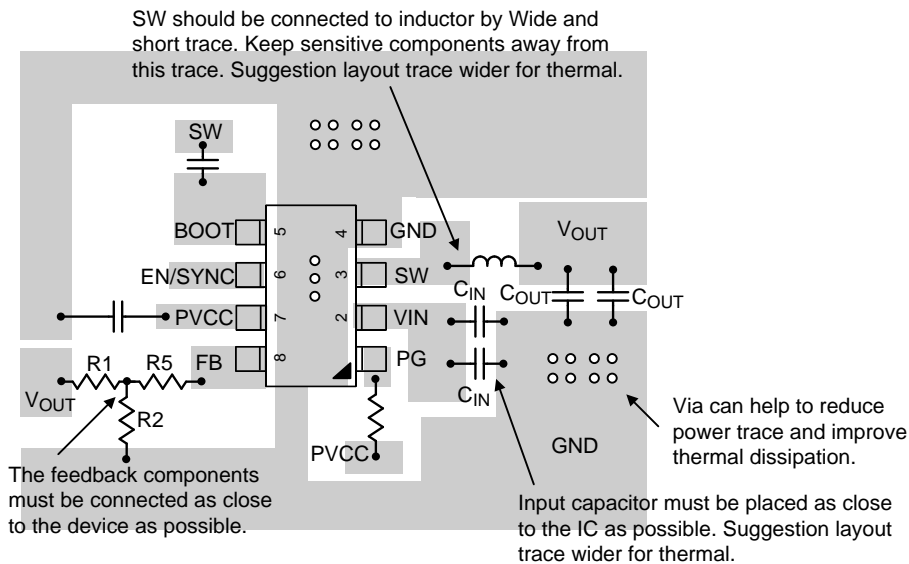 SW should be connected to inductor by Wide and
short trace. Keep sensitive components away from
this trace. Suggestion layout trace wider for thermal.
SW
BOOT
5
4
GND
VOUT
EN/SYNC
6
3
SW
CIN
COUT
COUT
PVCC
7
2
VIN
R1
R5
FB
8
PG
VOUT
R2
CIN
PVCC
GND
Via can help to reduce
power trace and improve
thermal dissipation.
The feedback components
must be connected as close
to the device as possible.
Input capacitor must be placed as close
to the IC as possible. Suggestion layout
trace wider for thermal.